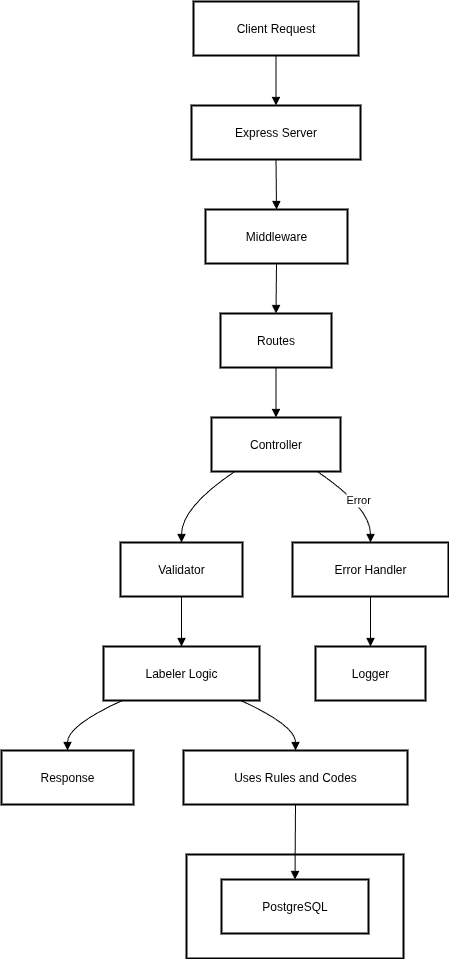 Client Request
Express Server
Middleware
Routes
Controller
Error
Validator
Error Handler
Labeler Logic
Logger
Response
Uses Rules and Codes
PostgreSQL